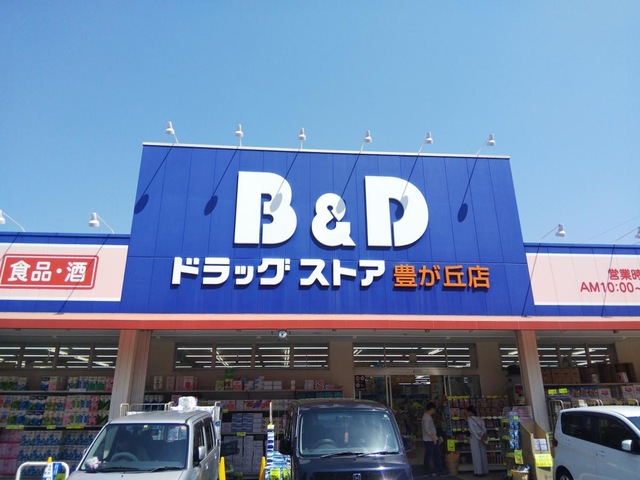 B&D
ドラッグストア 豊が丘店
食品・酒
営業時
AM10:00~